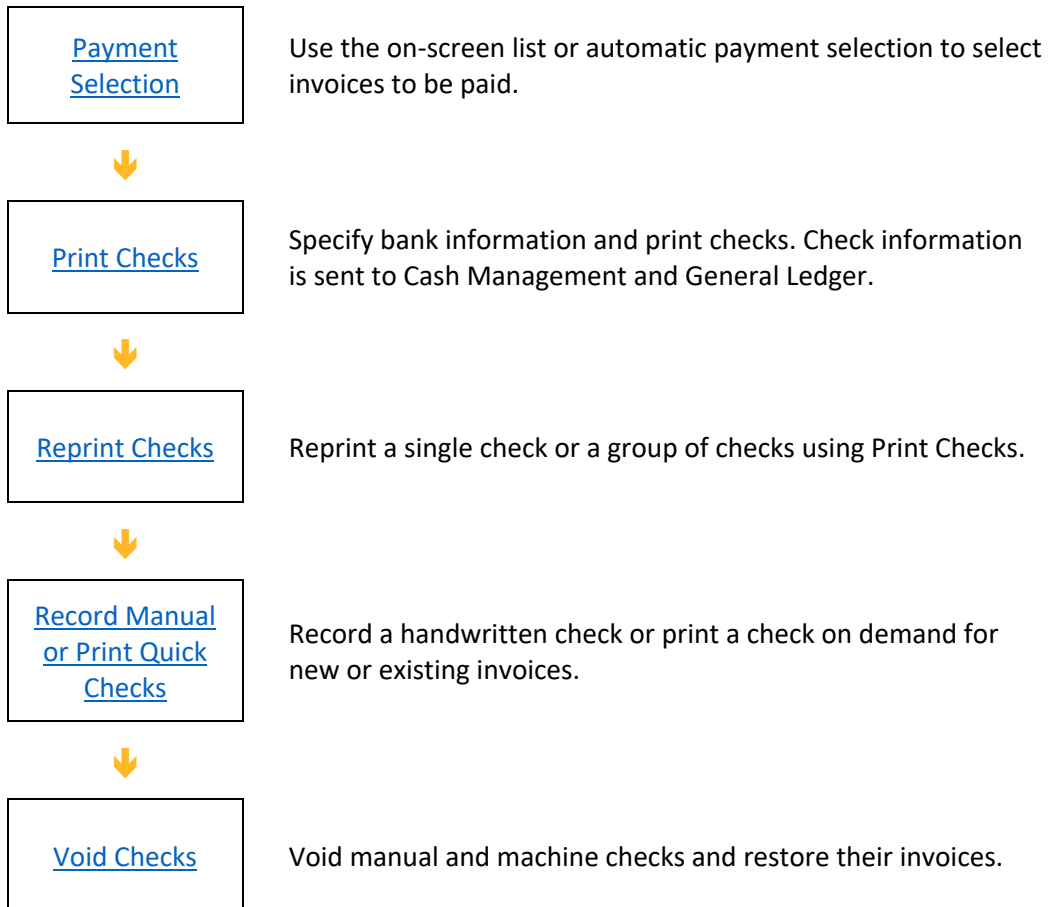 Payment
Selection
Use the on-screen list or automatic payment selection to select
invoices to be paid.
Print Checks
Specify bank information and print checks. Check information
is sent to Cash Management and General Ledger.
Reprint Checks
Reprint a single check or a group of checks using Print Checks.
Record Manual
or Print Quick
Checks
Record a handwritten check or print a check on demand for
new or existing invoices.
Void Checks
Void manual and machine checks and restore their invoices.